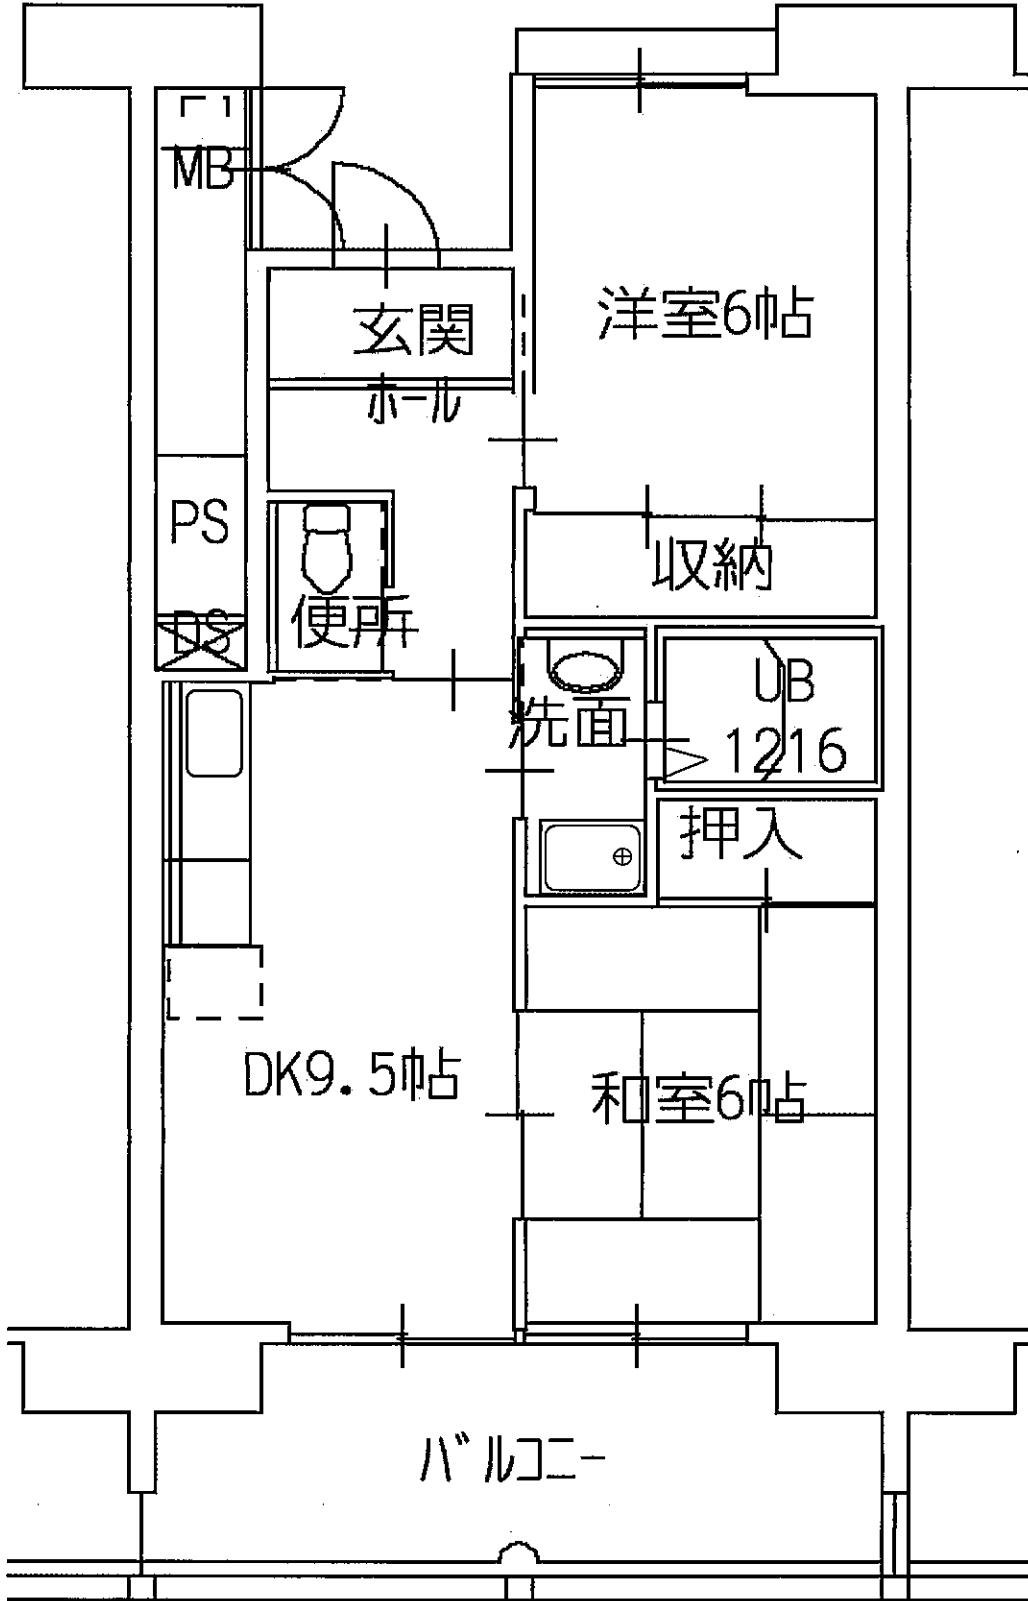 MB
洋室6帖
玄関
ホール
PS
収納
便所
DS
UB
1216
洗面
押入
DK9.5帖
和室6帖
バルコニー